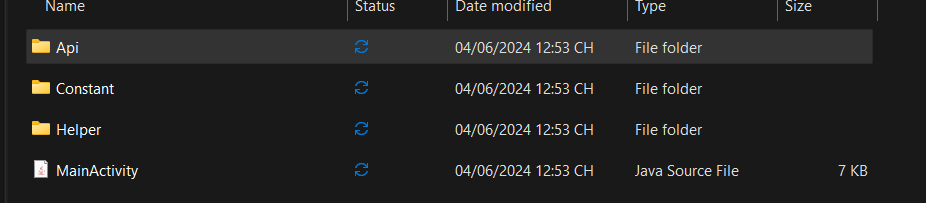 Name Status Date modified Type Size
Api 04/06/2024 12:53 CH File folder
Constant 04/06/2024 12:53 CH File folder
Helper 04/06/2024 12:53 CH File folder
MainActivity 04/06/2024 12:53 CH Java Source File 7 KB